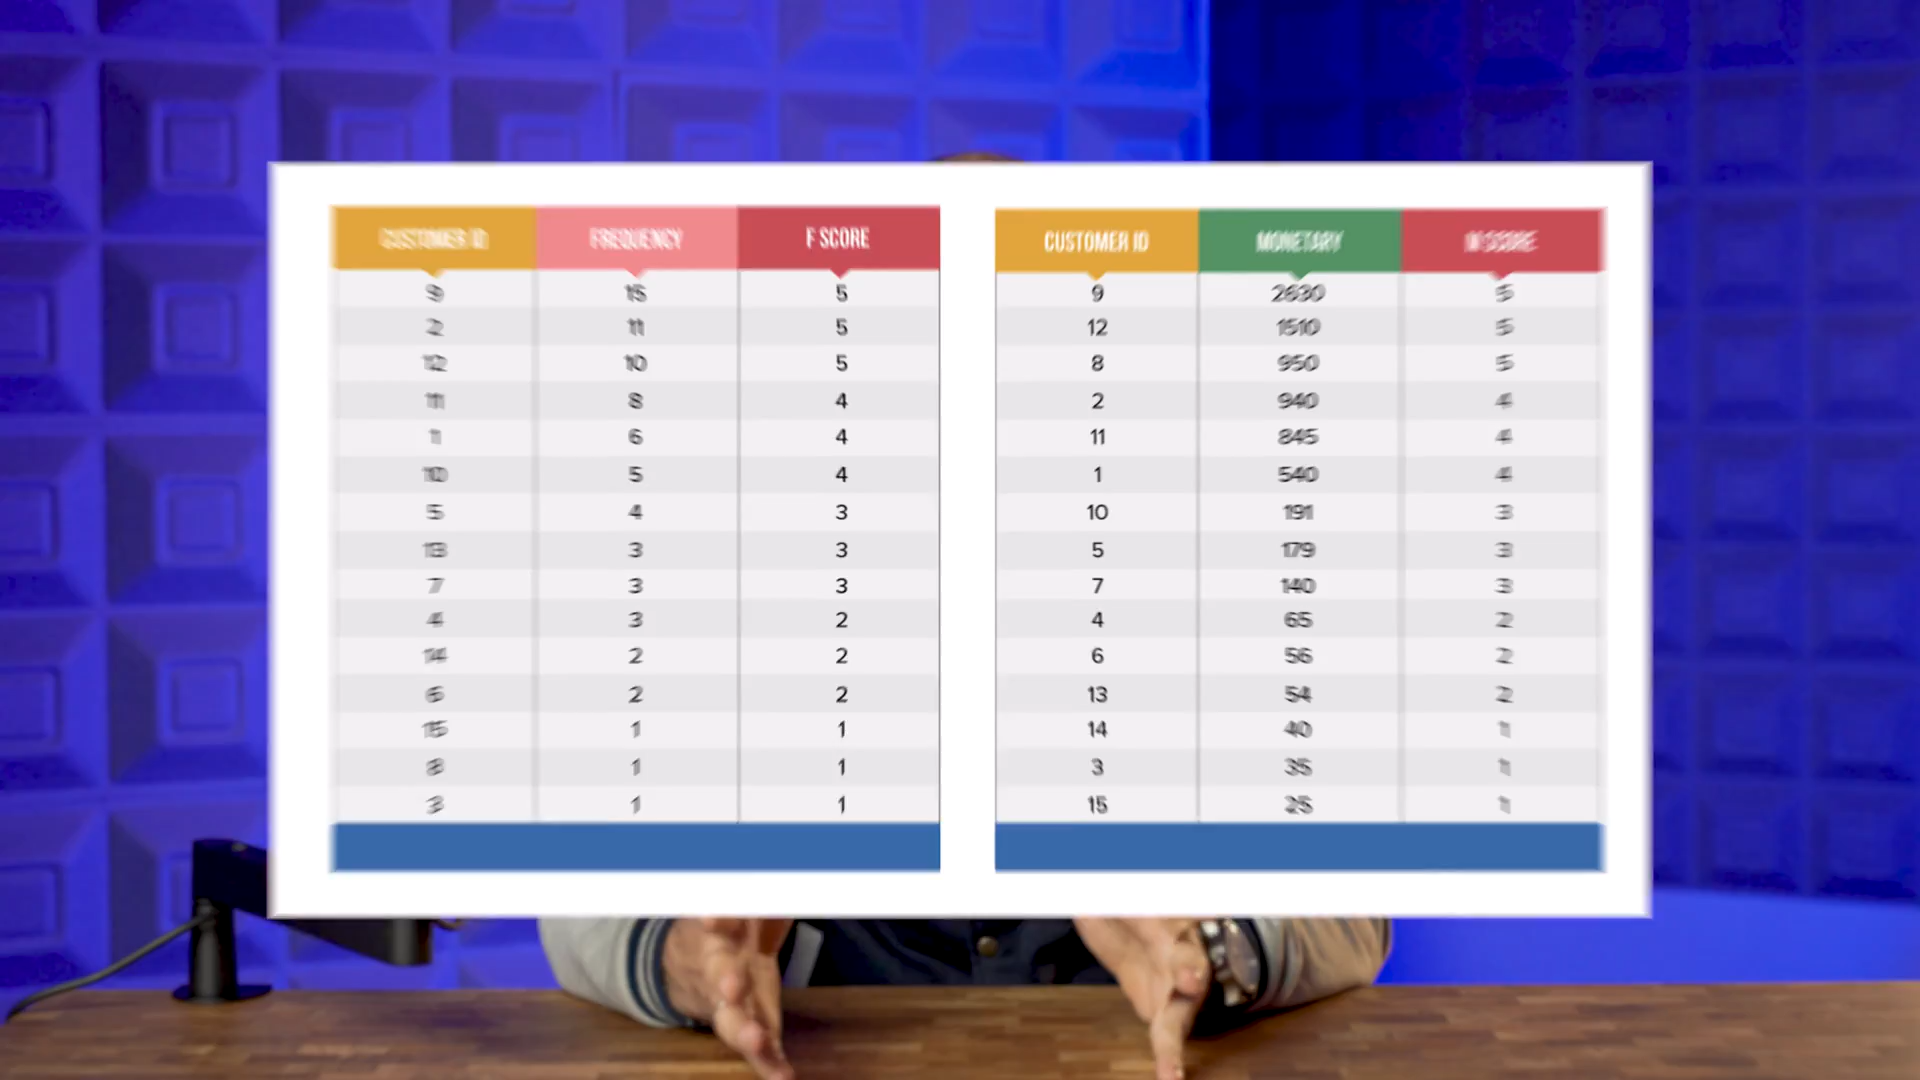 CUSTOMER ID FREQUENCY F SCORE
9 15 5
2 11 5
12 10 5
11 8 4
1 6 4
10 5 4
5 4 3
13 3 3
7 3 3
4 3 2
14 2 2
6 2 2
15 1 1
8 1 1
3 1 1
CUSTOMER ID MONETARY M SCORE
9 2630 5
12 1510 5
8 950 5
2 940 4
11 845 4
1 540 4
10 191 3
5 179 3
7 140 3
4 65 2
6 56 2
13 54 2
14 40 1
3 35 1
15 25 1